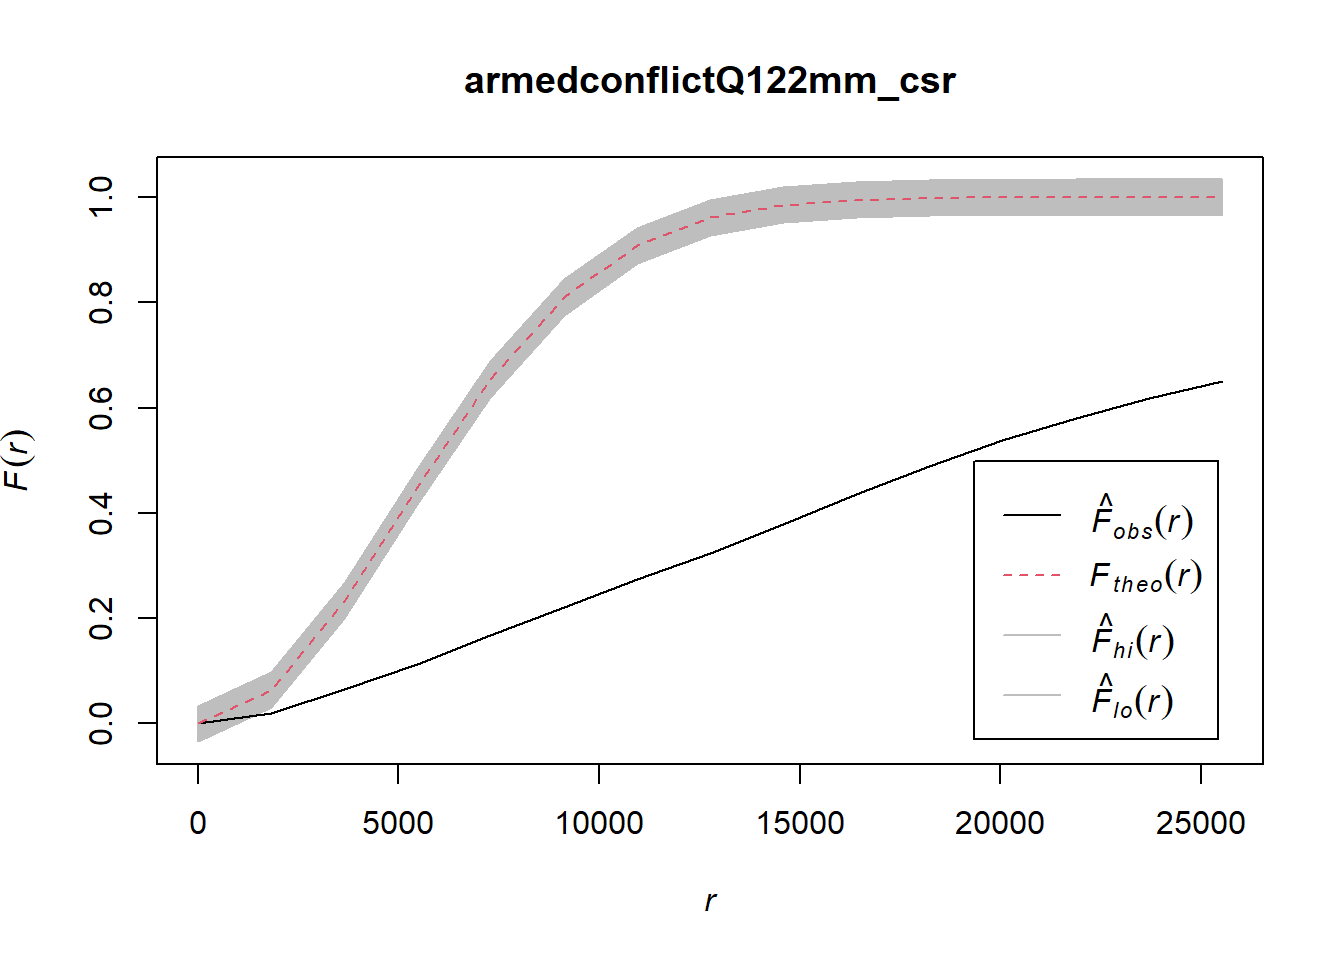 armedconflictQ122mm_csr
F(r)
1.0
0.8
0.6
0.4
0.2
0.0
F̂obs(r)
Ftheo(r)
F̂hi(r)
F̂lo(r)
0 5000 10000 15000 20000 25000
r